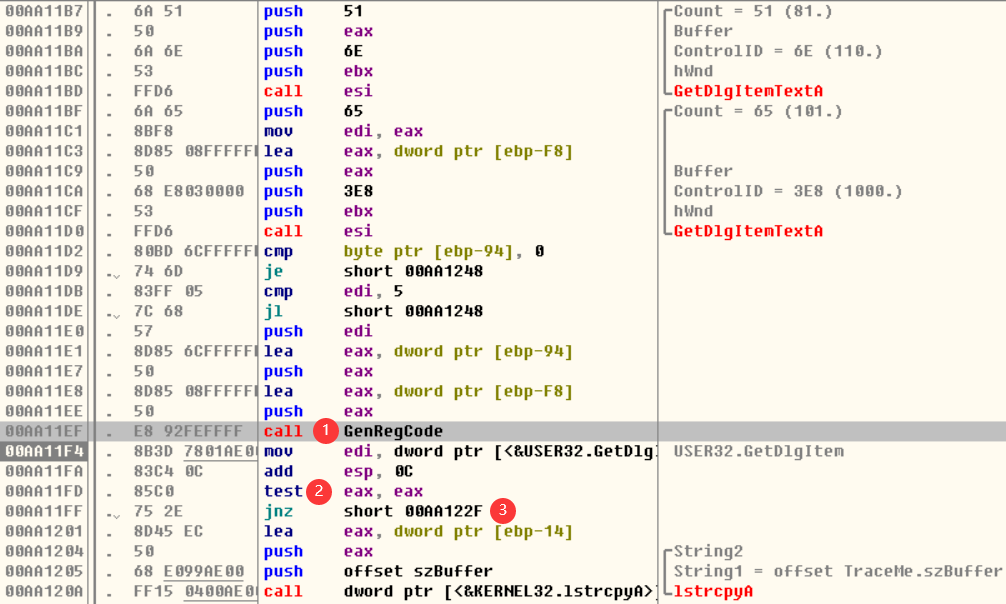 00AA11B7 . 6A 51 push 51 Count = 51 (81.)
00AA11B9 . 50 push eax Buffer
00AA11BA . 6A 6E push 6E ControlID = 6E (110.)
00AA11BC . 53 push ebx hWnd
00AA11BD . FFD6 call esi GetDlgItemTextA
00AA11BF . 6A 65 push 65 Count = 65 (101.)
00AA11C1 . 8BF8 mov edi, eax
00AA11C3 . 8D85 08FFFFFF lea eax, dword ptr [ebp-F8]
00AA11C9 . 50 push eax Buffer
00AA11CA . 68 E8030000 push 3E8 ControlID = 3E8 (1000.)
00AA11CF . 53 push ebx hWnd
00AA11D0 . FFD6 call esi GetDlgItemTextA
00AA11D2 . 80BD 6CFFFFFF cmp byte ptr [ebp-94], 0
00AA11D9 . 74 6D je short 00AA1248
00AA11DB . 83FF 05 cmp edi, 5
00AA11DE . 7C 68 jl short 00AA1248
00AA11E0 . 57 push edi
00AA11E1 . 8D85 6CFFFFFF lea eax, dword ptr [ebp-94]
00AA11E7 . 50 push eax
00AA11E8 . 8D85 08FFFFFF lea eax, dword ptr [ebp-F8]
00AA11EE . 50 push eax
00AA11EF . E8 92FEFFFF call 1 GenRegCode
00AA11F4 . 8B3D 7801AE00 mov edi, dword ptr [<&USER32.GetDlgI USER32.GetDlgItem
00AA11FA . 83C4 0C add esp, 0C
00AA11FD . 85C0 test 2 eax, eax
00AA11FF . 75 2E jnz short 00AA122F 3
00AA1201 . 8D45 EC lea eax, dword ptr [ebp-14]
00AA1204 . 50 push eax String2
00AA1205 . 68 E099AE00 push offset szBuffer String1 = offset TraceMe.szBuffer
00AA120A . FF15 0400AE00 call dword ptr [<&KERNEL32.lstrcpyA>] lstrcpyA